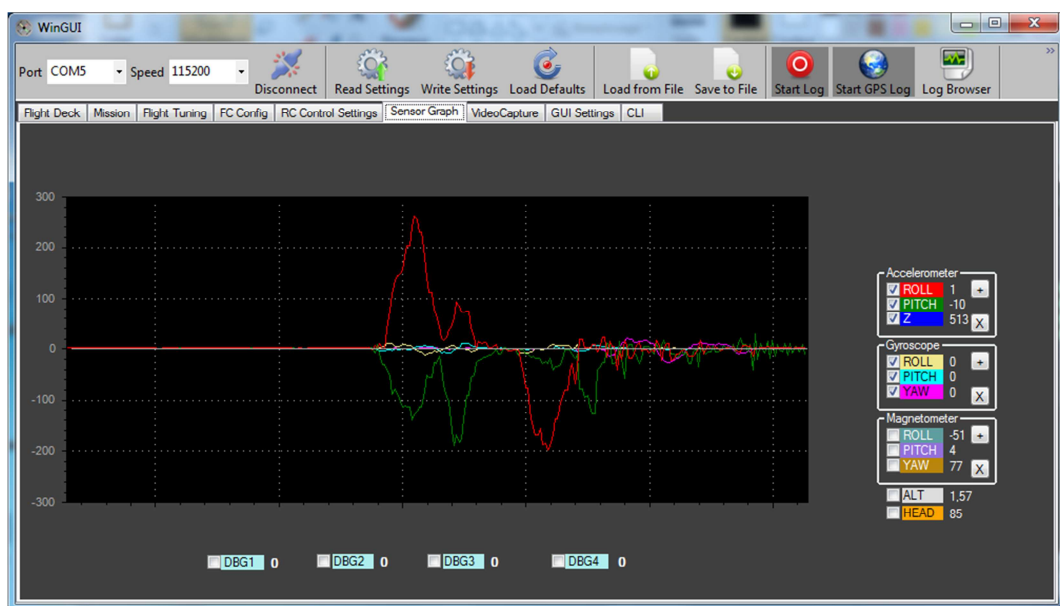 WinGUI
Port COM5 Speed 115200 Disconnect Read Settings Write Settings Load Defaults Load from File Save to File Start Log Start GPS Log Log Browser »
Flight Deck Mission Flight Tuning FC Config RC Control Settings Sensor Graph VideoCapture GUI Settings CLI
300
200
100
0
-100
-200
-300
Accelerometer
ROLL 1 +
PITCH -10
Z 513 X
Gyroscope
ROLL 0 +
PITCH 0
YAW 0 X
Magnetometer
ROLL -51 +
PITCH 4
YAW 77 X
ALT 1,57
HEAD 85
DBG1 0 DBG2 0 DBG3 0 DBG4 0